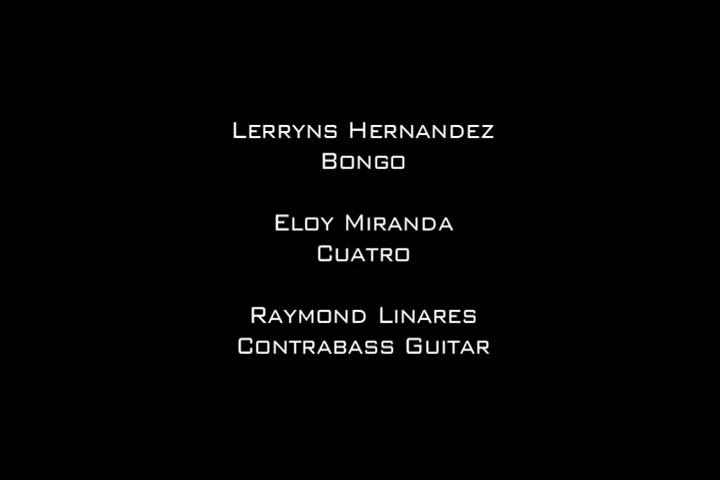 Lerryns Hernandez
Bongo
Eloy Miranda
Cuatro
Raymond Linares
Contrabass Guitar